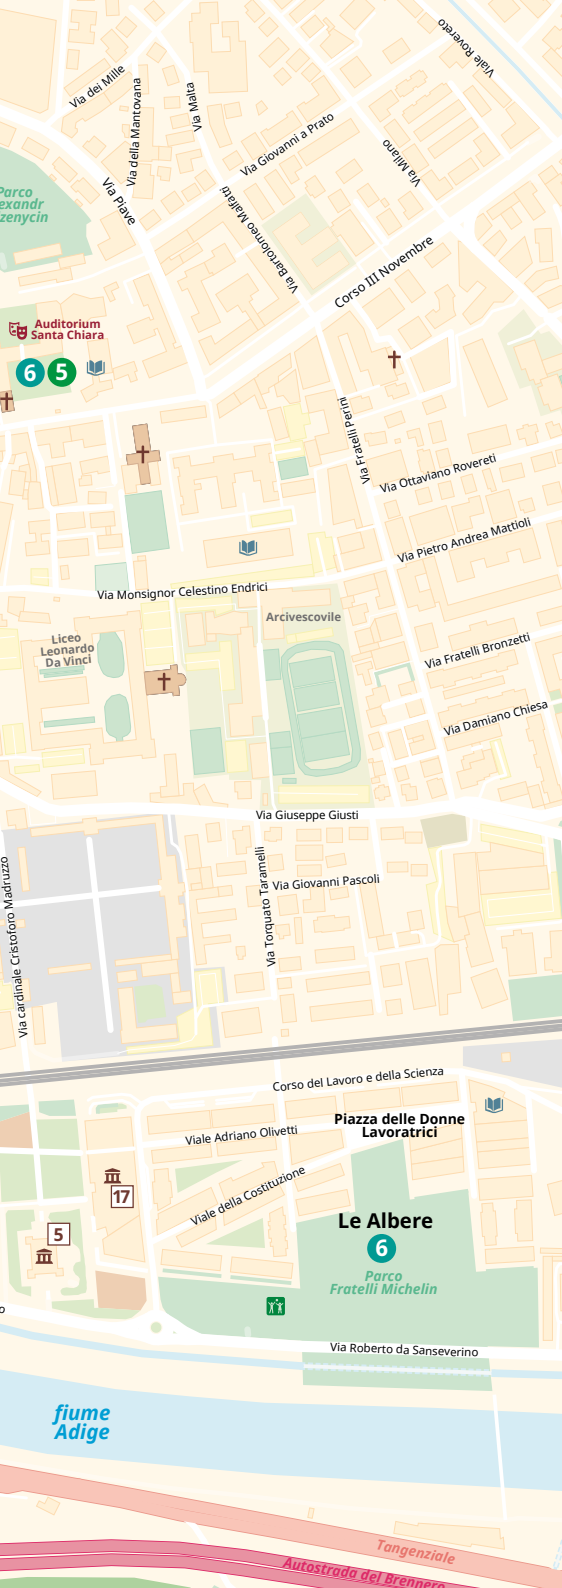 Viale Rovereto
Via dei Mille
Via della Mantovana
Via Malta
Via Giovanni a Prato
Via Milano
Via Piave
Parco
exandr
zenycin
Via Bartolomeo Malfatti
Corso III Novembre
Auditorium
Santa Chiara
6 5
Via Fratelli Perini
Via Ottaviano Rovereti
Via Pietro Andrea Mattioli
Via Monsignor Celestino Endrici
Arcivescovile
Liceo
Leonardo
Da Vinci
Via Fratelli Bronzetti
Via Damiano Chiesa
Via Giuseppe Giusti
Via cardinale Cristoforo Madruzzo
Via Torquato Taramelli
Via Giovanni Pascoli
Corso del Lavoro e della Scienza
Piazza delle Donne
Lavoratrici
Viale Adriano Olivetti
17
Viale della Costituzione
5
Le Albere
6
Parco
Fratelli Michelin
o
Via Roberto da Sanseverino
fiume
Adige
Tangenziale
Autostrada del Brennero